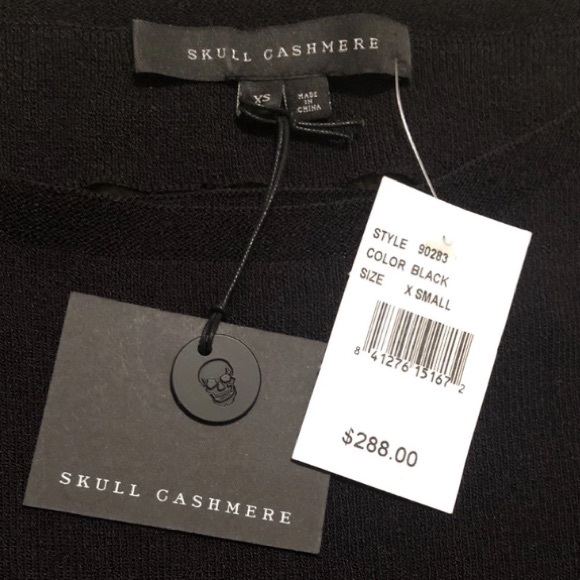 SKULL CASHMERE
XS
MADE
IN
CHINA
STYLE 90283
COLOR BLACK
SIZE X SMALL
8 41276 15167 2
$288.00
SKULL CASHMERE